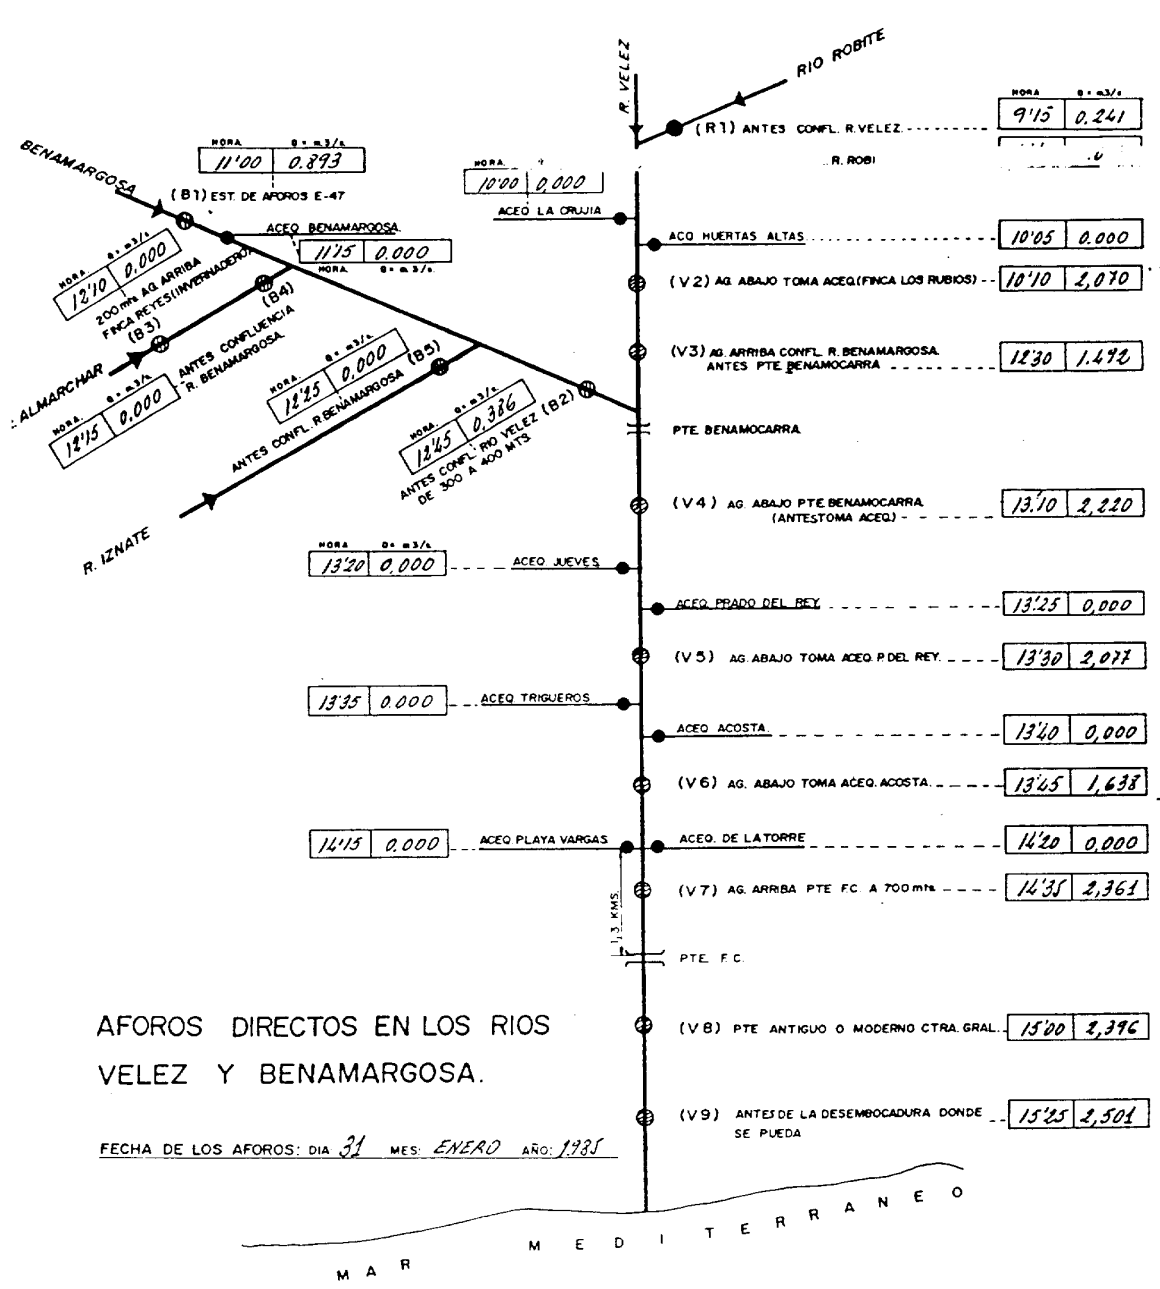 R. VELEZ
RIO ROBITE
HORA Q = m3/s
(R1) ANTES CONFL. R.VELEZ 9'15 0.241
R. ROBI
BENAMARGOSA
HORA Q = m3/s
11'00 0.893
(B1) EST. DE AFOROS E-47
HORA
10'00 0,000
ACEQ LA CRUJIA
ACEQ BENAMARGOSA.
11'15 0.000
HORA Q = m3/s
ACQ HUERTAS ALTAS 10'05 0.000
HORA Q = m3/s
12'10 0.000
200 mts AG. ARRIBA
FINCA REYES (INVERNADERO)
(V2) AG ABAJO TOMA ACEQ.(FINCA LOS RUBIOS) 10'10 2,070
(B4)
(B3)
ANTES CONFLUENCIA
R. BENAMARGOSA.
ALMARCHAR
HORA Q = m3/s
12'15 0.000
(V3) AG. ARRIBA CONFL. R. BENAMARGOSA. 12'30 1.492
ANTES PTE BENAMOCARRA
HORA Q = m3/s
12'25 0,000
ANTES CONFL. R.BENAMARGOSA (B5)
HORA Q = m3/s
12'45 0,386
(B2)
ANTES CONFL. RIO VELEZ
DE 300 A 400 MTS.
PTE. BENAMOCARRA
R. IZNATE
(V4) AG. ABAJO PTE.BENAMOCARRA 13'10 2,220
(ANTES TOMA ACEQ.)
HORA Q = m3/s
13'20 0,000 ACEQ. JUEVES
ACEQ. PRADO DEL REY 13'25 0,000
(V5) AG. ABAJO TOMA ACEQ. P. DEL REY. 13'30 2,077
13'35 0.000 ACEQ. TRIGUEROS
ACEQ ACOSTA. 13'40 0,000
(V6) AG. ABAJO TOMA ACEQ. ACOSTA. 13'45 1,638
14'15 0.000 ACEQ. PLAYA VARGAS
ACEQ. DE LA TORRE 14'20 0,000
(V7) AG. ARRIBA PTE F.C. A 700 mts. 14'35 2,361
1,3 KMS.
PTE. F.C.
AFOROS DIRECTOS EN LOS RIOS
VELEZ Y BENAMARGOSA.
(V8) PTE ANTIGUO O MODERNO CTRA. GRAL. 15'00 2,396
(V9) ANTES DE LA DESEMBOCADURA DONDE 15'25 2,501
SE PUEDA
FECHA DE LOS AFOROS: DIA 31 MES: ENERO AÑO: 1985
MAR MEDITERRANEO